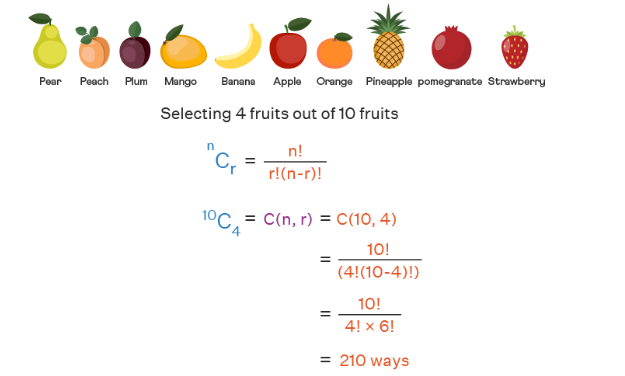 Pear Peach Plum Mango Banana Apple Orange Pineapple pomegranate Strawberry
Selecting 4 fruits out of 10 fruits
nCr = n!
r!(n-r)!
10C4 = C(n, r) = C(10, 4)
= 10!
(4!(10-4)!)
= 10!
4! × 6!
= 210 ways